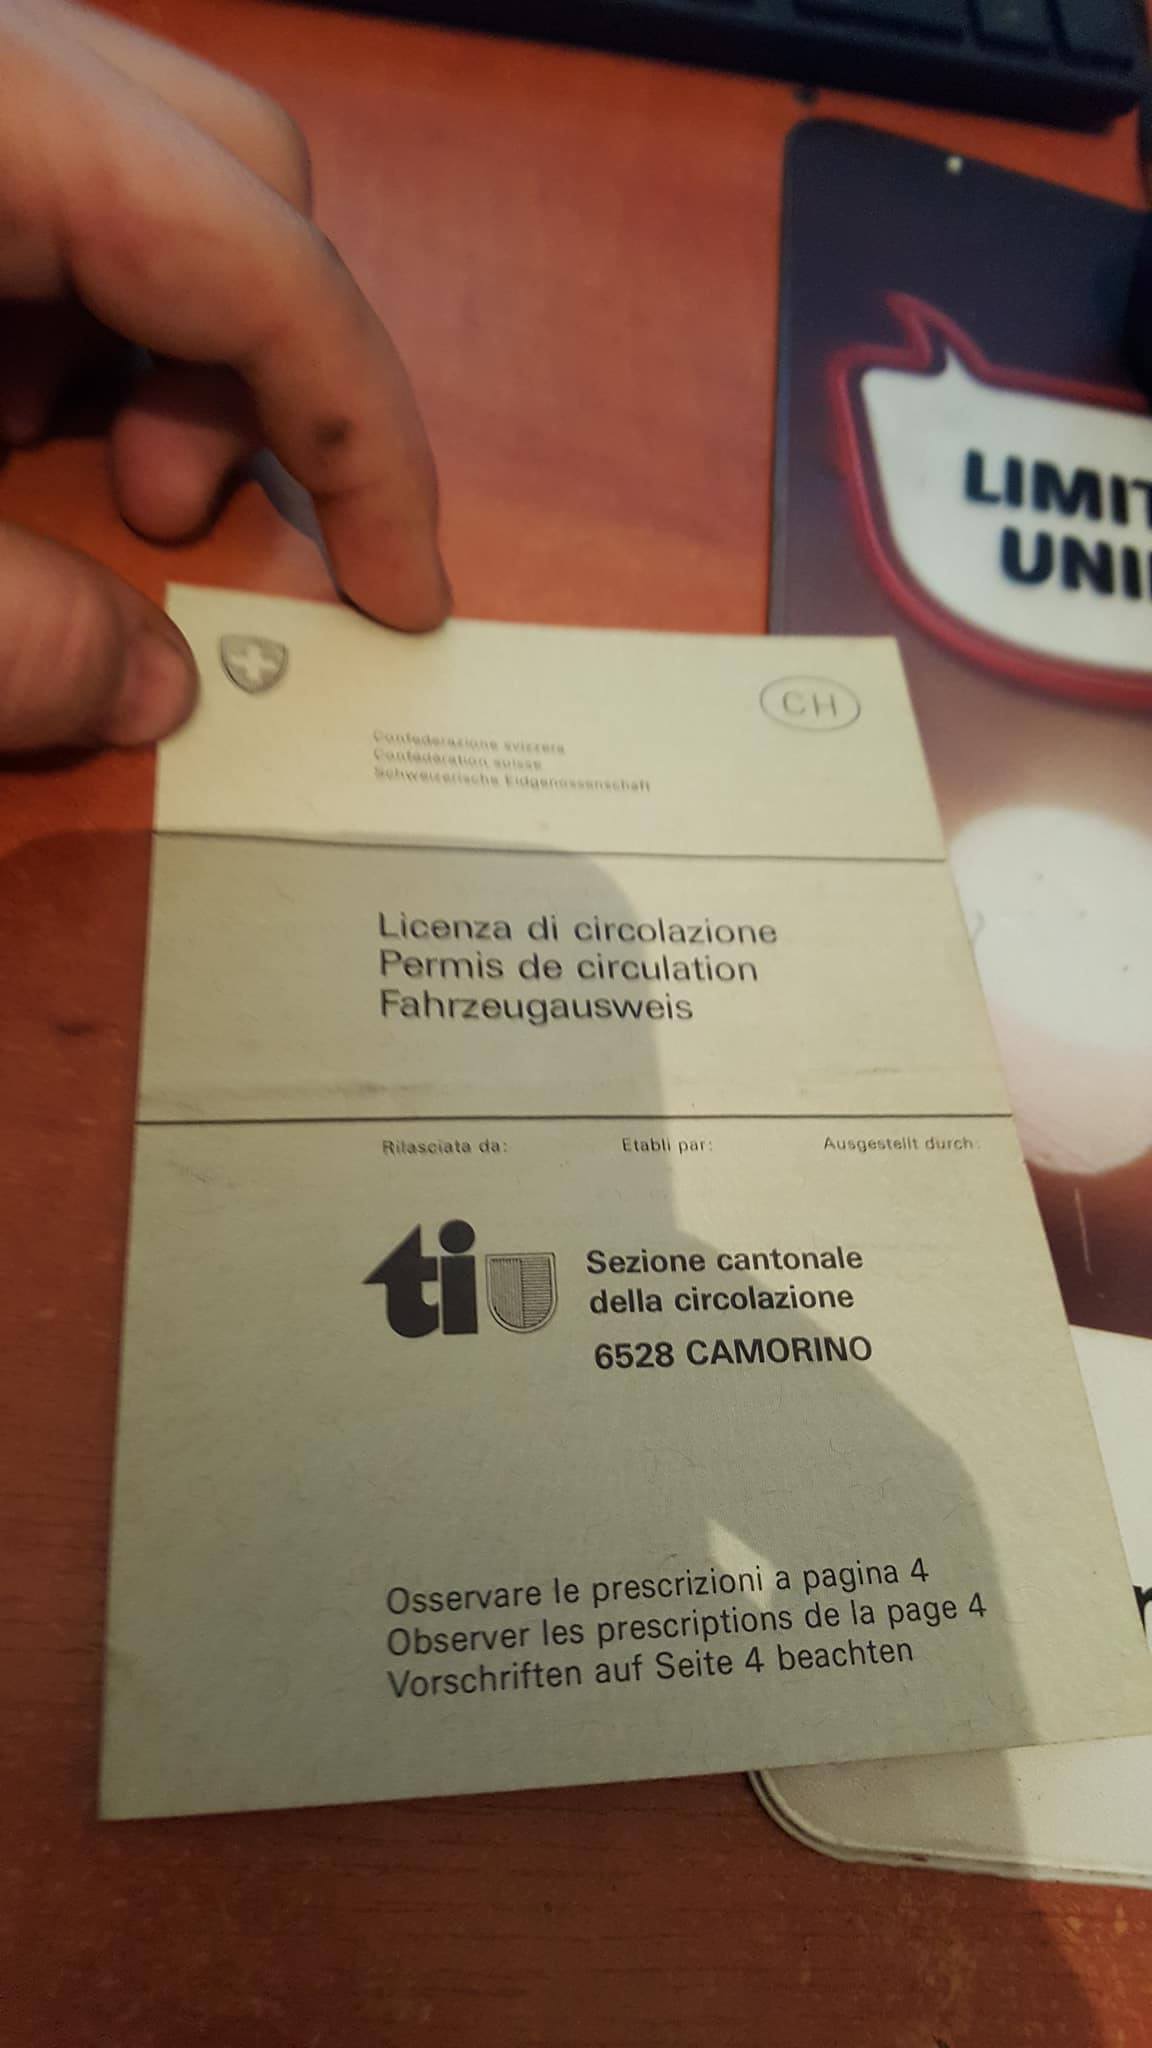 LIMIT
UNI
CH
Confederazione svizzera
Confédération suisse
Schweizerische Eidgenossenschaft
Licenza di circolazione
Permis de circulation
Fahrzeugausweis
Rilasciata da: Etabli par: Ausgestellt durch:
ti Sezione cantonale
della circolazione
6528 CAMORINO
Osservare le prescrizioni a pagina 4
Observer les prescriptions de la page 4
Vorschriften auf Seite 4 beachten